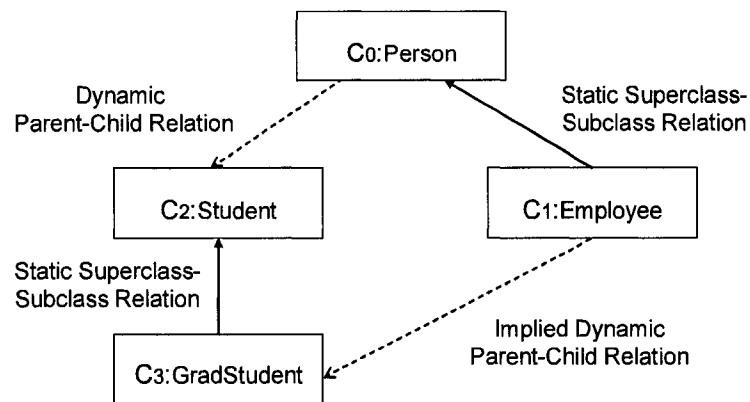 C0:Person
Dynamic
Parent-Child Relation
Static Superclass-
Subclass Relation
C2:Student
C1:Employee
Static Superclass-
Subclass Relation
Implied Dynamic
Parent-Child Relation
C3:GradStudent